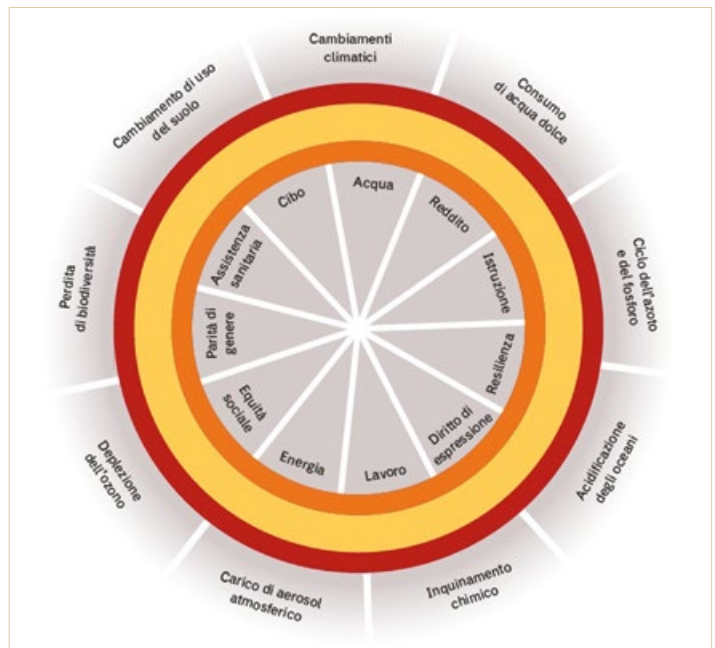 Cambiamenti
climatici
Consumo
di acqua dolce
Ciclo dell'azoto
e del fosforo
Acidificazione
degli oceani
Inquinamento
chimico
Carico di aerosol
atmosferico
Deplezione
dell'ozono
Perdita
di biodiversità
Cambiamento di uso
del suolo
Acqua
Reddito
Istruzione
Resilienza
Diritto di
espressione
Lavoro
Energia
Equità
sociale
Parità di
genere
Assistenza
sanitaria
Cibo